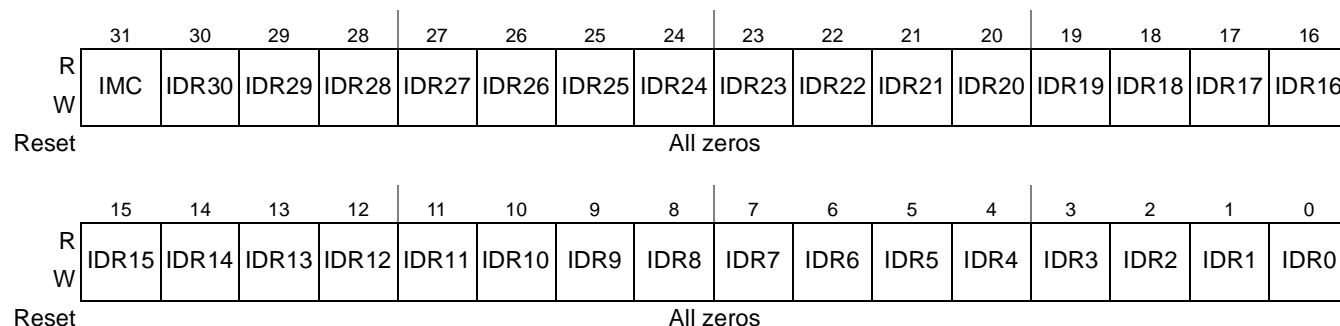 31 30 29 28 27 26 25 24 23 22 21 20 19 18 17 16
R
IMC IDR30 IDR29 IDR28 IDR27 IDR26 IDR25 IDR24 IDR23 IDR22 IDR21 IDR20 IDR19 IDR18 IDR17 IDR16
W
Reset All zeros
15 14 13 12 11 10 9 8 7 6 5 4 3 2 1 0
R
IDR15 IDR14 IDR13 IDR12 IDR11 IDR10 IDR9 IDR8 IDR7 IDR6 IDR5 IDR4 IDR3 IDR2 IDR1 IDR0
W
Reset All zeros